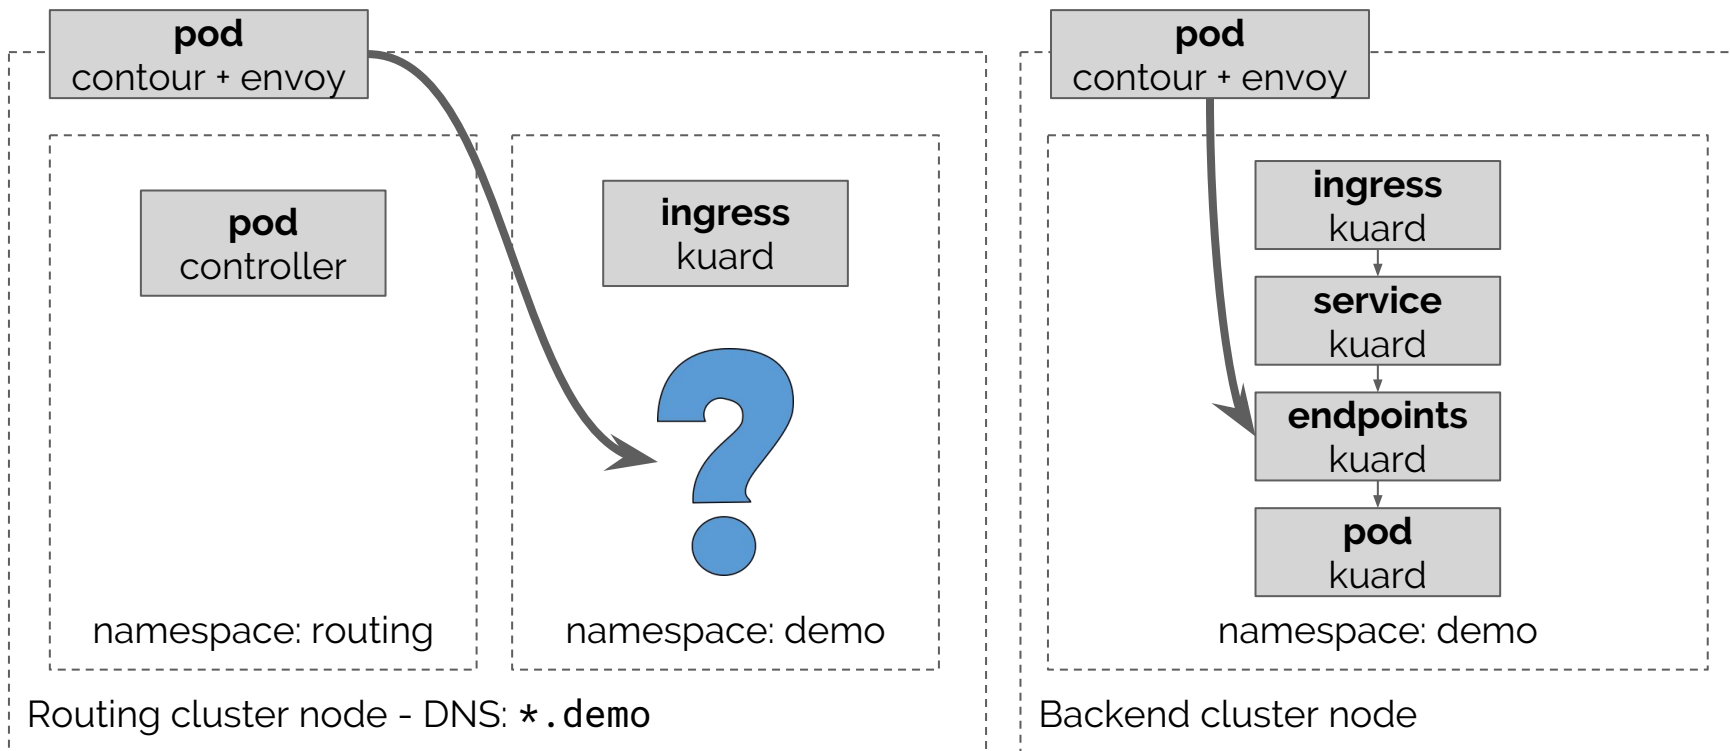 pod
contour + envoy
pod
controller
namespace: routing
ingress
kuard
?
namespace: demo
Routing cluster node - DNS: *.demo
pod
contour + envoy
ingress
kuard
service
kuard
endpoints
kuard
pod
kuard
namespace: demo
Backend cluster node